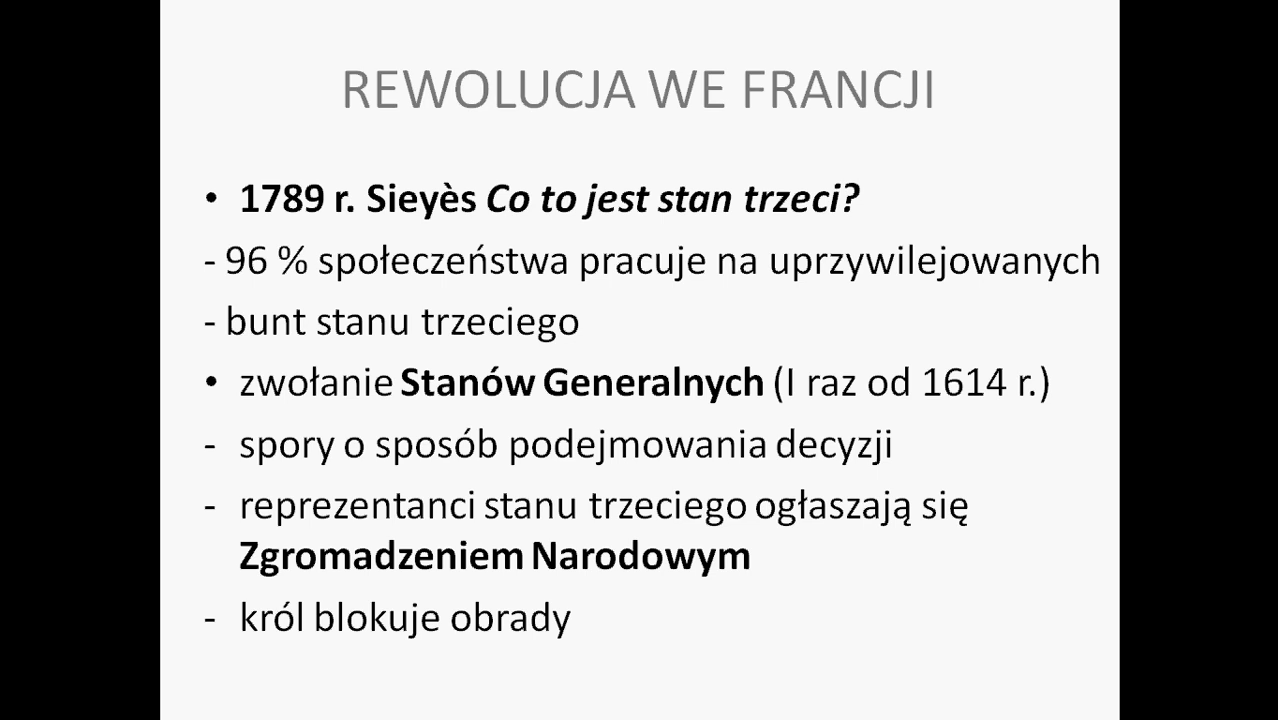 REWOLUCJA WE FRANCJI
• 1789 r. Sieyès Co to jest stan trzeci?
- 96 % społeczeństwa pracuje na uprzywilejowanych
- bunt stanu trzeciego
• zwołanie Stanów Generalnych (I raz od 1614 r.)
- spory o sposób podejmowania decyzji
- reprezentanci stanu trzeciego ogłaszają się
Zgromadzeniem Narodowym
- król blokuje obrady